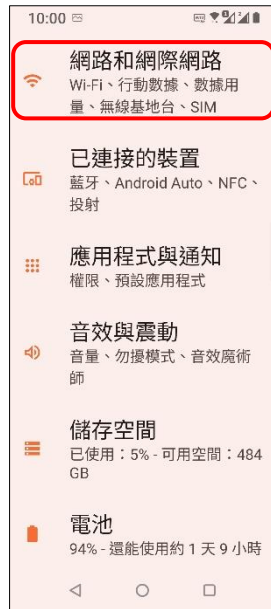 10:00
網路和網際網路
Wi-Fi、行動數據、數據用
量、無線基地台、SIM
已連接的裝置
藍牙、Android Auto、NFC、
投射
應用程式與通知
權限、預設應用程式
音效與震動
音量、勿擾模式、音效魔術
師
儲存空間
已使用：5% - 可用空間：484
GB
電池
94% - 還能使用約 1 天 9 小時